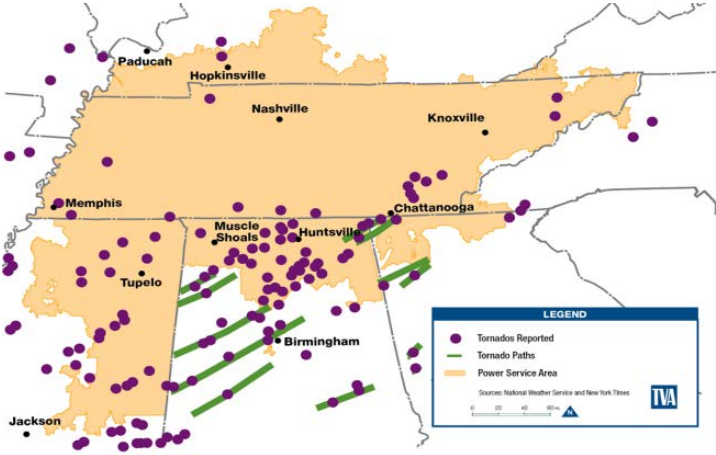 Paducah
Hopkinsville
Nashville
Knoxville
Memphis
Chattanooga
Muscle
Shoals
Huntsville
Tupelo
Birmingham
Jackson
LEGEND
Tornados Reported
Tornado Paths
Power Service Area
Sources: National Weather Service and New York Times
0 20 40 60 mi
N
TVA